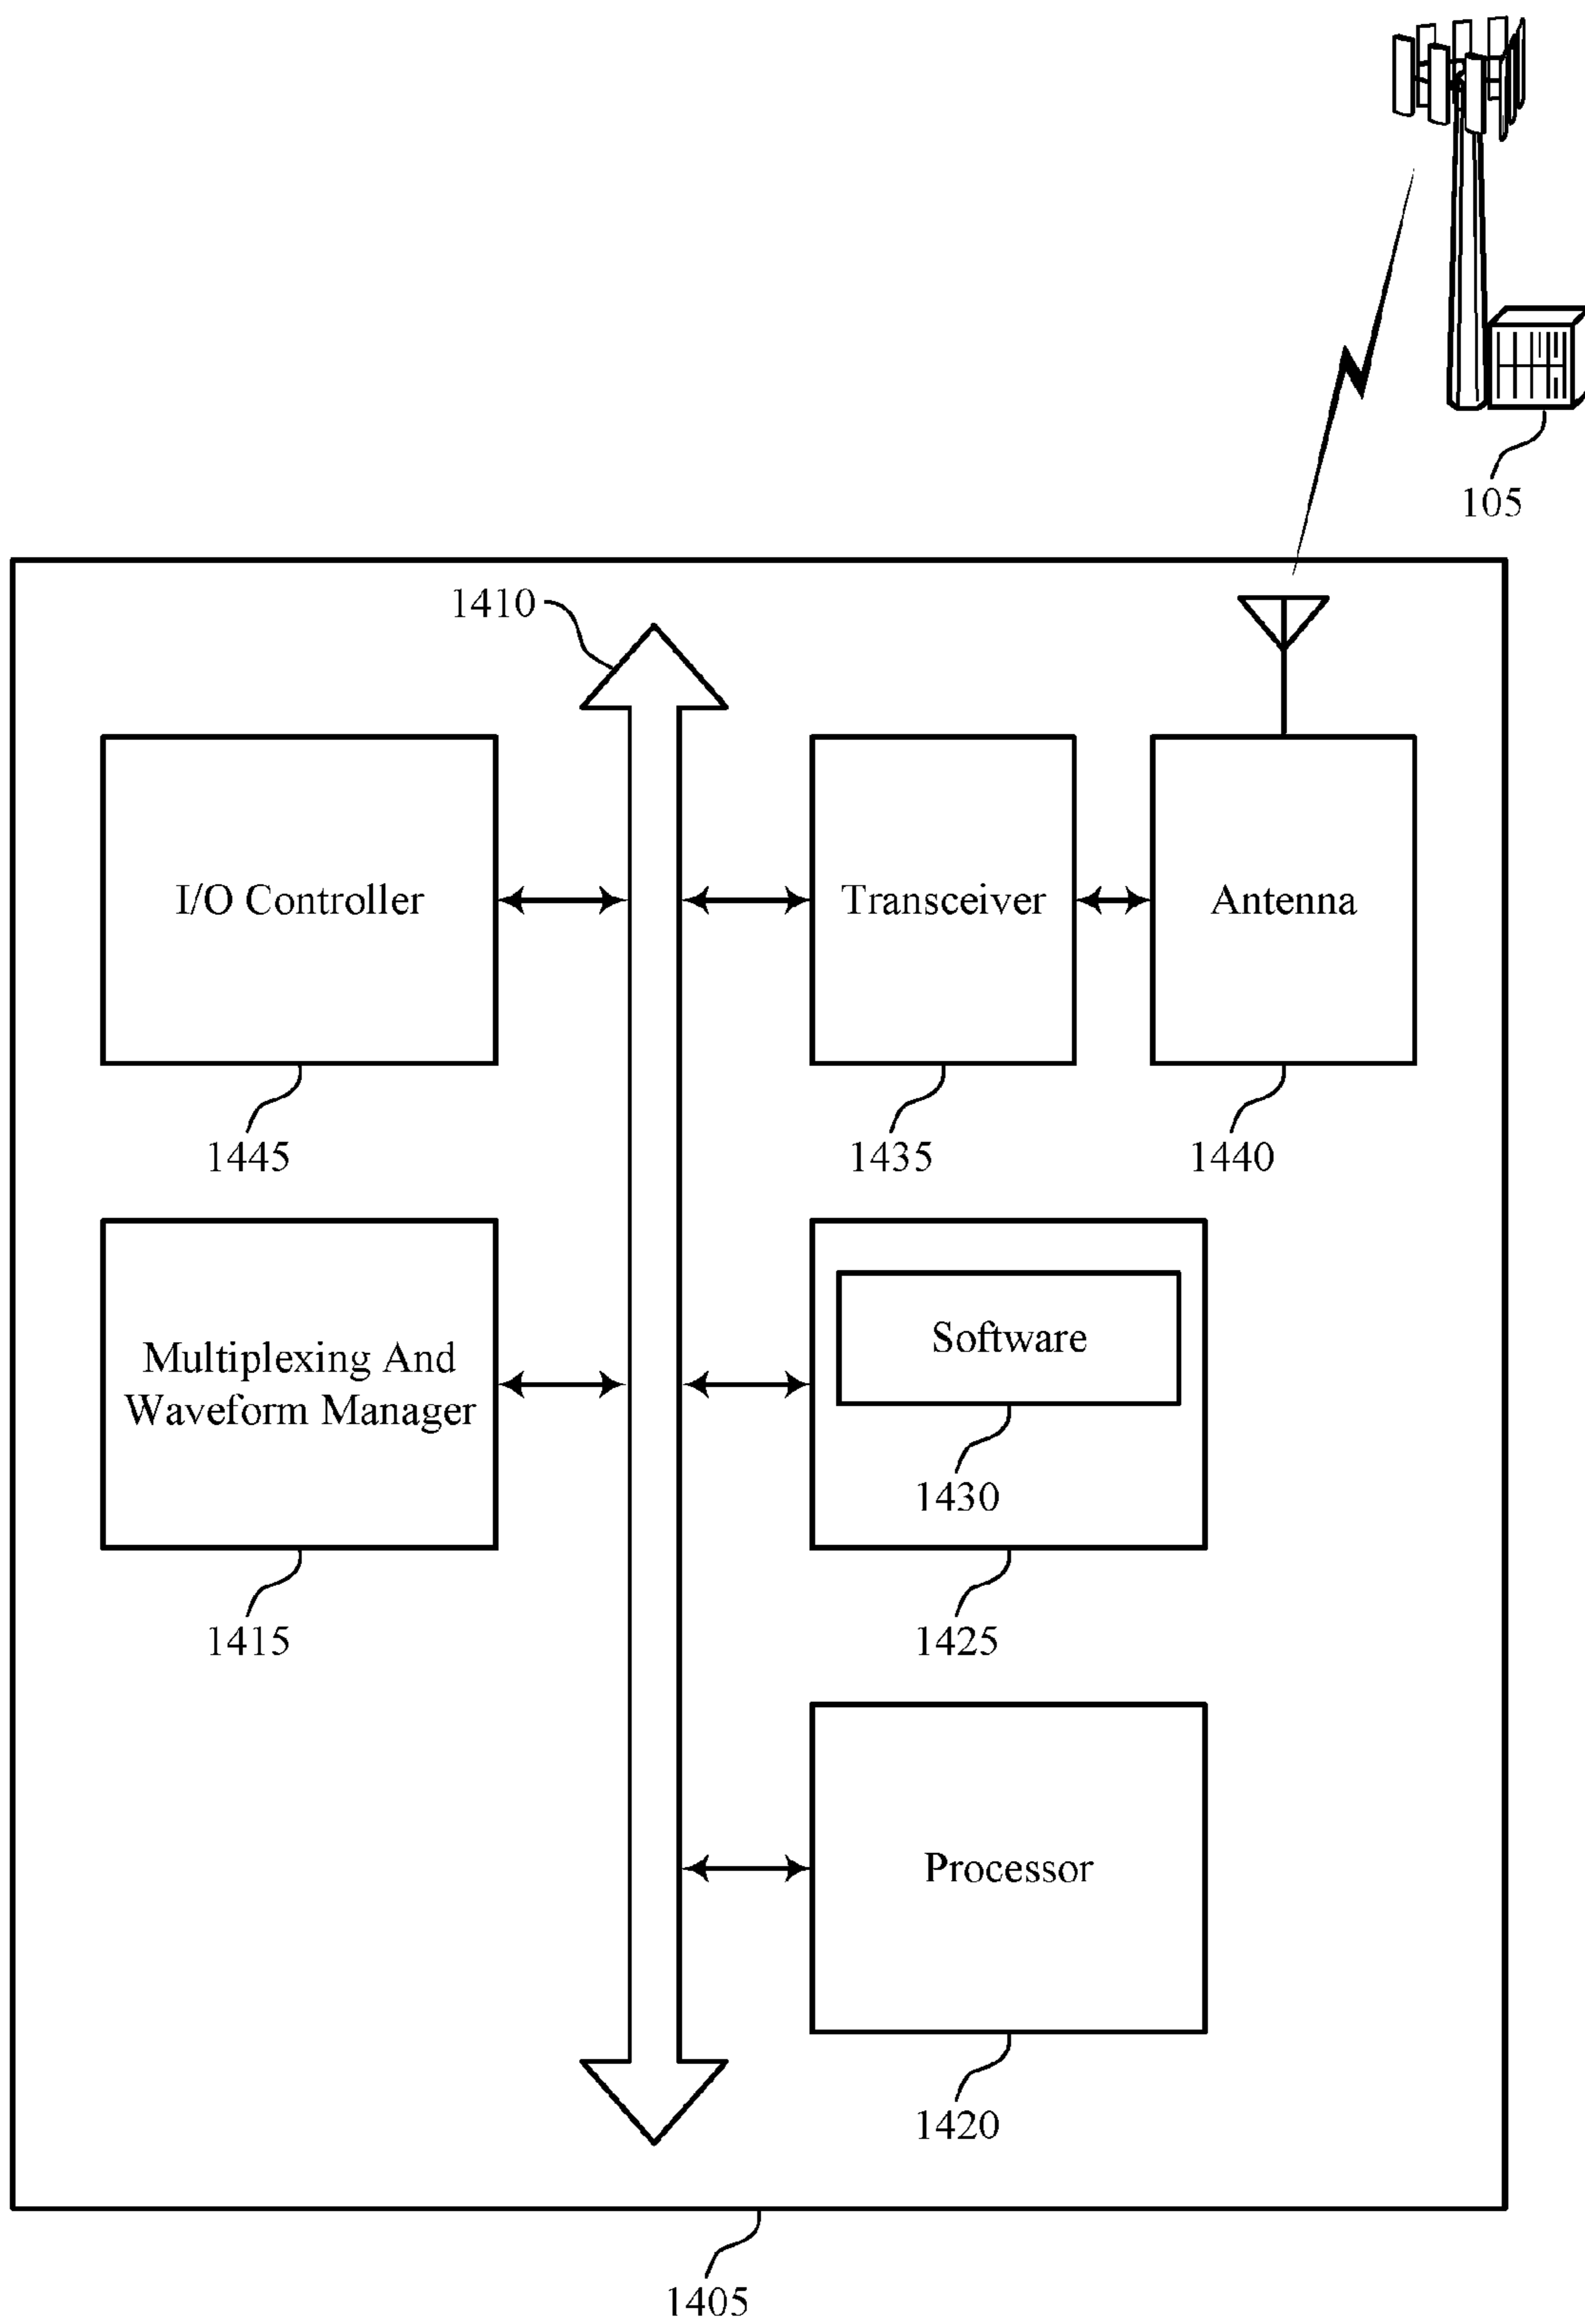 105
1410
I/O Controller
Transceiver
Antenna
1445
1435
1440
Multiplexing And
Waveform Manager
Software
1430
1415
1425
Processor
1420
1405